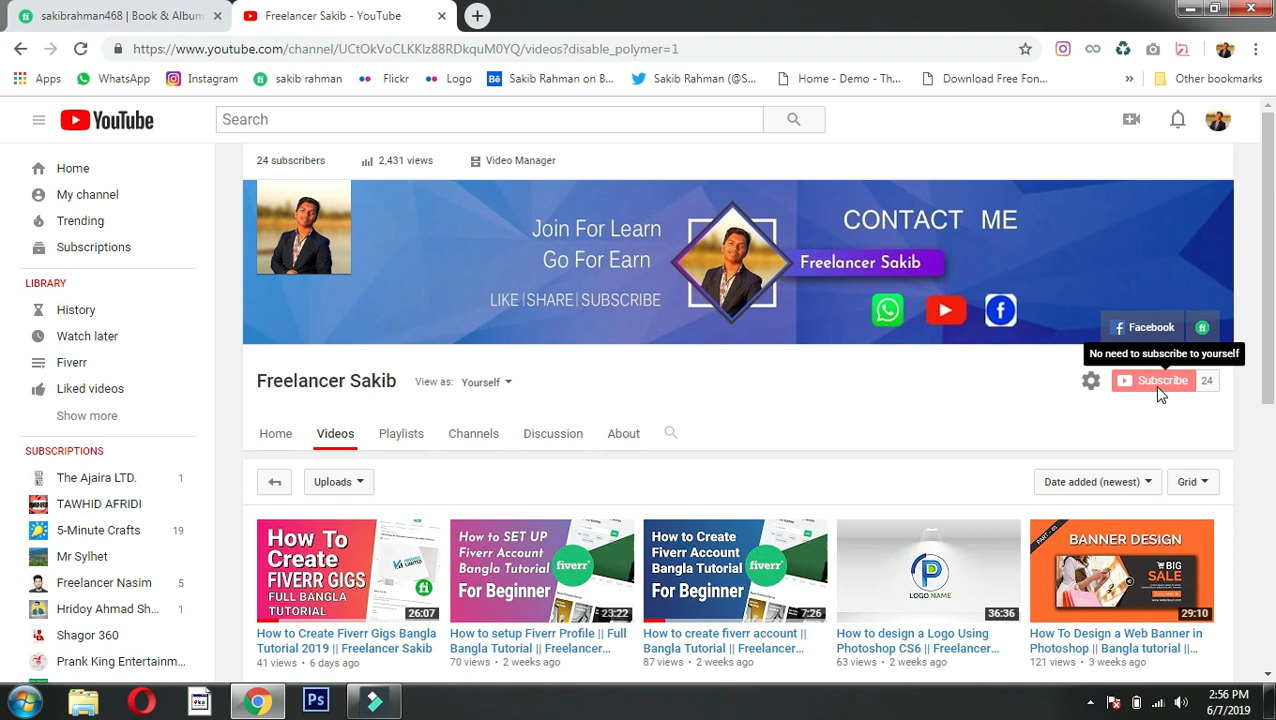 sakibrahman468 | Book & Album
Freelancer Sakib - YouTube
https://www.youtube.com/channel/UCtOkVoCLKKlz88RDkquM0YQ/videos?disable_polymer=1
Apps
WhatsApp
Instagram
sakib rahman
Flickr
Logo
Sakib Rahman on B...
Sakib Rahman (@S...
Home - Demo - Th...
Download Free Fon...
Other bookmarks
YouTube
Search
24 subscribers
2,431 views
Video Manager
Home
My channel
Trending
Subscriptions
LIBRARY
History
Watch later
Fiverr
Liked videos
Show more
SUBSCRIPTIONS
The Ajaira LTD. 1
TAWHID AFRIDI
5-Minute Crafts 19
Mr Sylhet
Freelancer Nasim 5
Hridoy Ahmad Sh... 1
Shagor 360
Prank King Entertainm...
Join For Learn
Go For Earn
LIKE |SHARE| SUBSCRIBE
CONTACT ME
Freelancer Sakib
Facebook
No need to subscribe to yourself
Freelancer Sakib
View as: Yourself
Subscribe 24
Home
Videos
Playlists
Channels
Discussion
About
Uploads
Date added (newest)
Grid
How To
Create
FIVERR GIGS
FULL BANGLA
TUTORIAL
26:07
How to Create Fiverr Gigs Bangla
Tutorial 2019 || Freelancer Sakib
41 views • 6 days ago
How to SET UP
Fiverr Account
Bangla Tutorial
For Beginner
fiverr
23:22
How to setup Fiverr Profile || Full
Bangla Tutorial || Freelancer...
70 views • 2 weeks ago
How to Create
Fiverr Account
Bangla Tutorial
For Beginner
fiverr
7:26
How to create fiverr account ||
Bangla Tutorial || Freelancer...
87 views • 2 weeks ago
LOGO NAME
36:36
How to design a Logo Using
Photoshop CS6 || Freelancer...
63 views • 2 weeks ago
PART - 01
BANNER DESIGN
BIG
SALE
29:10
How To Design a Web Banner in
Photoshop || Bangla tutorial ||...
121 views • 3 weeks ago
2:56 PM
6/7/2019